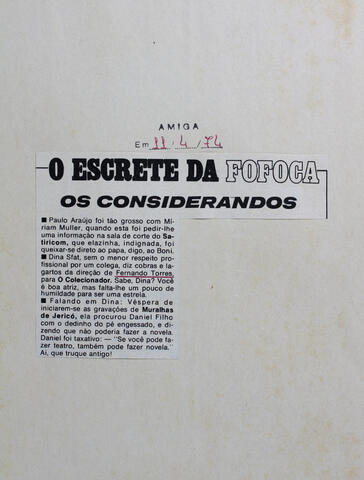 AMIGA
Em 11/4/74
O ESCRETE DA FOFOCA
OS CONSIDERANDOS
■ Paulo Araújo foi tão grosso com Mí-
riam Muller, quando esta foi pedir-lhe
uma informação na sala de corte do Sa-
tiricom, que elazinha, indignada, foi
queixar-se direto ao papa, digo, ao Boni.
■ Dina Sfat, sem o menor respeito pro-
fissional por um colega, diz cobras e la-
gartos da direção de Fernando Torres,
para O Colecionador. Sabe, Dina? Você
é boa atriz, mas falta-lhe um pouco de
humildade para ser uma estrela.
■ Falando em Dina: Véspera de
iniciarem-se as gravações de Muralhas
de Jericó, ela procurou Daniel Filho
com o dedinho do pé engessado, e di-
zendo que não poderia fazer a novela.
Daniel foi taxativo: — "Se você pode fa-
zer teatro, também pode fazer novela."
Ai, que truque antigo!